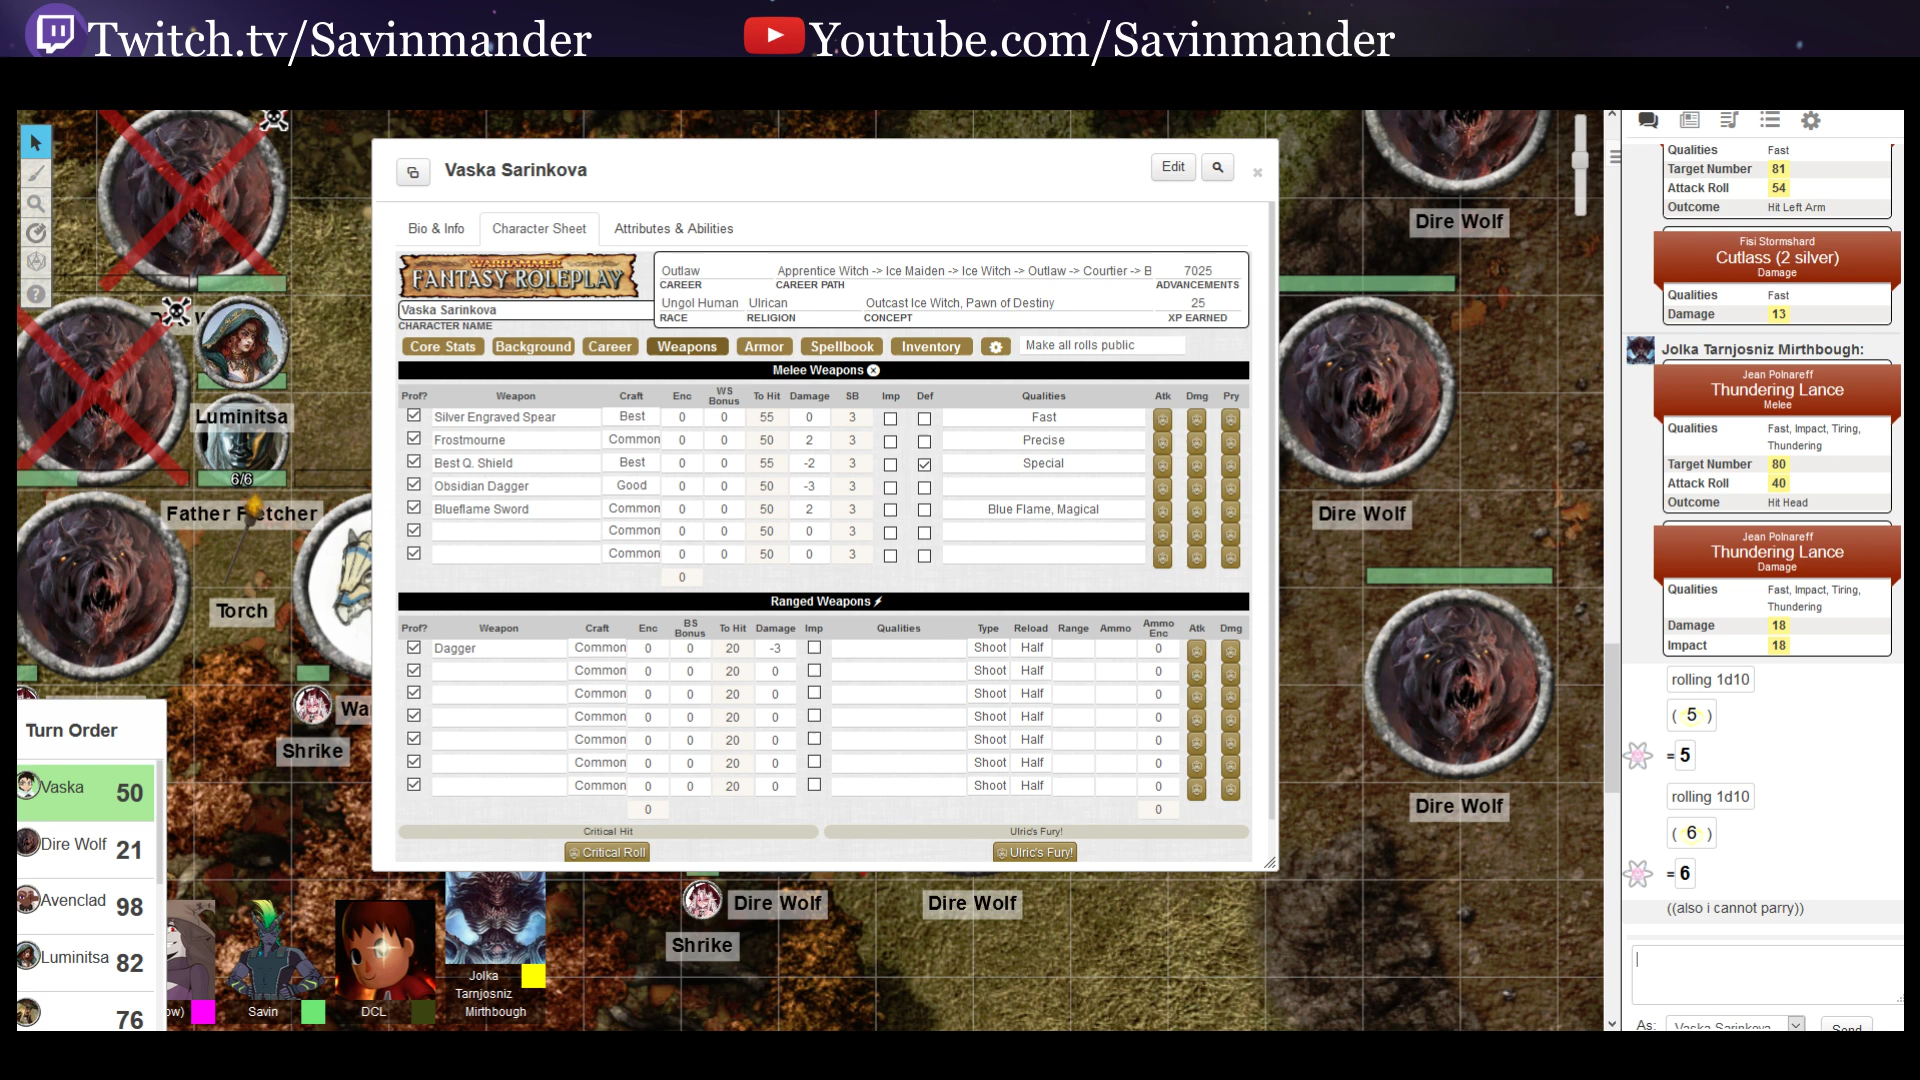 Twitch.tv/Savinmander
Youtube.com/Savinmander
Vaska Sarinkova
Edit
Bio & Info
Character Sheet
Attributes & Abilities
WARHAMMER
FANTASY ROLEPLAY
Outlaw Apprentice Witch -> Ice Maiden -> Ice Witch -> Outlaw -> Courtier -> B 7025
CAREER CAREER PATH ADVANCEMENTS
Ungol Human Ulrican Outcast Ice Witch, Pawn of Destiny 25
RACE RELIGION CONCEPT XP EARNED
Vaska Sarinkova
CHARACTER NAME
Core Stats Background Career Weapons Armor Spellbook Inventory Make all rolls public
Melee Weapons
Prof? Weapon Craft Enc WS Bonus To Hit Damage SB Imp Def Qualities Atk Dmg Pry
Silver Engraved Spear Best 0 0 55 0 3 Fast
Frostmourne Common 0 0 50 2 3 Precise
Best Q. Shield Best 0 0 55 -2 3 Special
Obsidian Dagger Good 0 0 50 -3 3
Blueflame Sword Common 0 0 50 2 3 Blue Flame, Magical
Common 0 0 50 0 3
Common 0 0 50 0 3
0
Ranged Weapons
Prof? Weapon Craft Enc BS Bonus To Hit Damage Imp Qualities Type Reload Range Ammo Ammo Enc Atk Dmg
Dagger Common 0 0 20 -3 Shoot Half 0
Common 0 0 20 0 Shoot Half 0
Common 0 0 20 0 Shoot Half 0
Common 0 0 20 0 Shoot Half 0
Common 0 0 20 0 Shoot Half 0
Common 0 0 20 0 Shoot Half 0
Common 0 0 20 0 Shoot Half 0
0 0
Critical Hit
Ulric's Fury!
Critical Roll
Ulric's Fury!
Luminitsa
6/6
Father Fletcher
Torch
Wa
Shrike
Turn Order
Vaska 50
Dire Wolf 21
Avenclad 98
Luminitsa 82
76
ow)
Savin
DCL
Jolka
Tarnjosniz
Mirthbough
Dire Wolf
Shrike
Dire Wolf
Dire Wolf
Dire Wolf
Dire Wolf
Qualities Fast
Target Number 81
Attack Roll 54
Outcome Hit Left Arm
Fisi Stormshard
Cutlass (2 silver)
Damage
Qualities Fast
Damage 13
Jolka Tarnjosniz Mirthbough:
Jean Polnareff
Thundering Lance
Melee
Qualities Fast, Impact, Tiring,
Thundering
Target Number 80
Attack Roll 40
Outcome Hit Head
Jean Polnareff
Thundering Lance
Damage
Qualities Fast, Impact, Tiring,
Thundering
Damage 18
Impact 18
rolling 1d10
( 5 )
=5
rolling 1d10
( 6 )
=6
((also i cannot parry))
As: Vaska Sarinkova Send